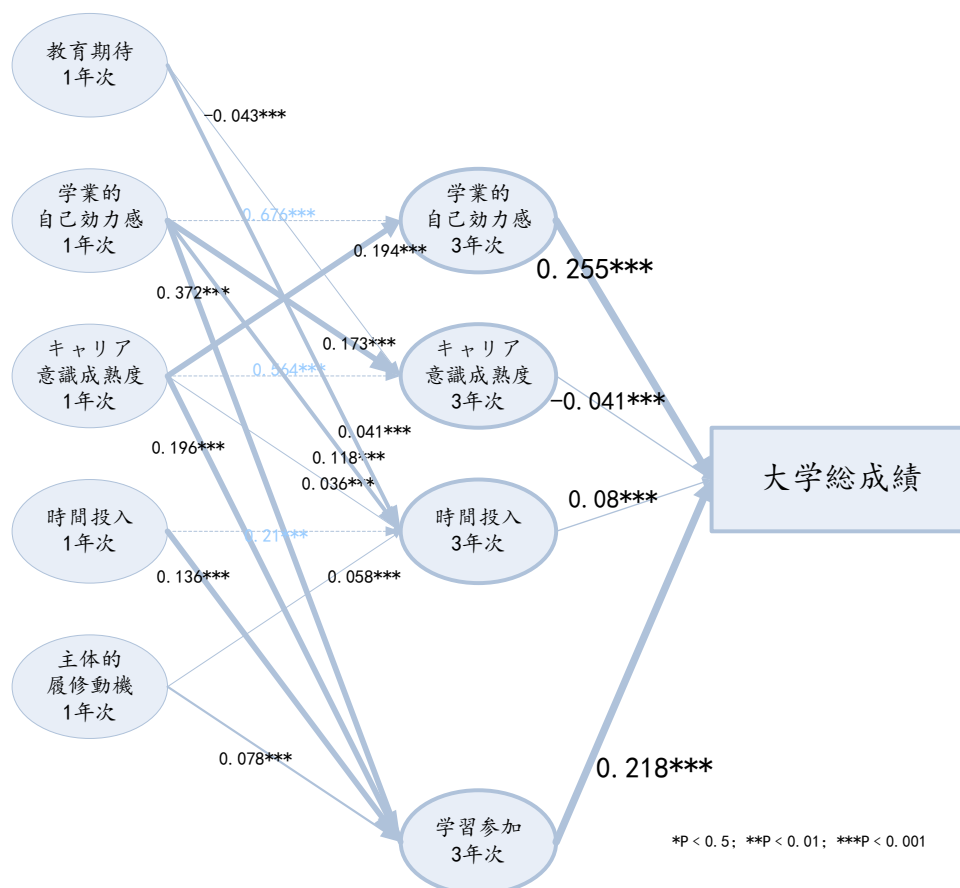 教育期待
1年次
-0.043***
学業的
自己効力感
1年次
0.676***
学業的
自己効力感
3年次
0.194***
0.255***
0.372***
キャリア
意識成熟度
1年次
0.173***
0.564***
キャリア
意識成熟度
3年次
-0.041***
0.041***
0.196***
0.118***
0.036***
大学総成績
時間投入
1年次
0.21***
時間投入
3年次
0.08***
0.136***
0.058***
主体的
履修動機
1年次
0.078***
0.218***
学習参加
3年次
*P<0.5; **P<0.01; ***P<0.001